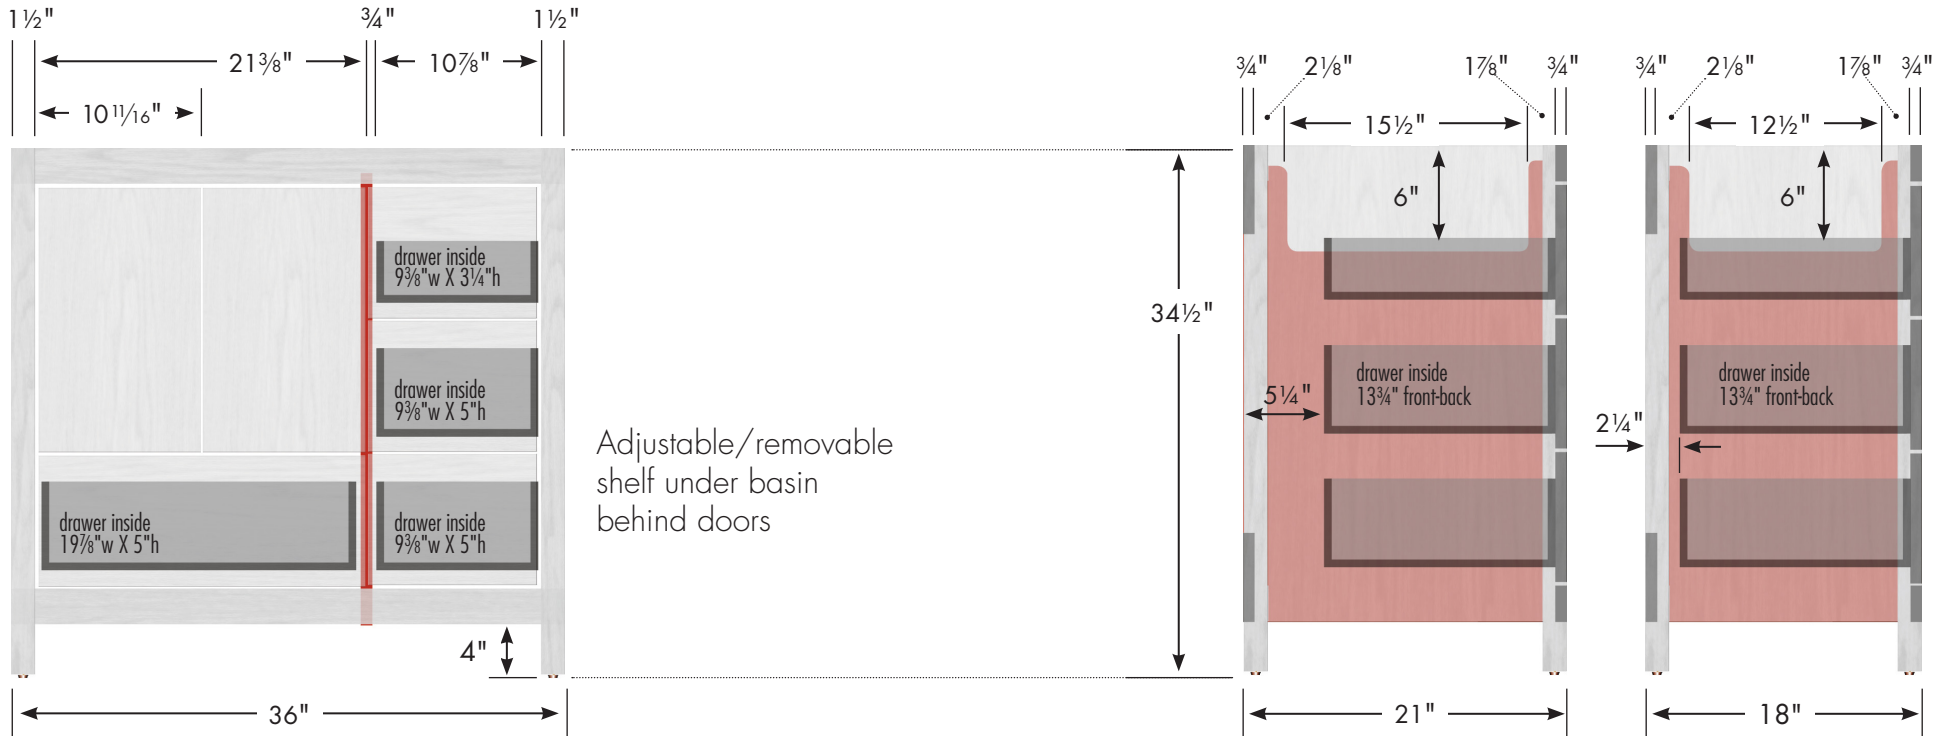 1½" ¾" 1½"
21⅜" 10⅞"
10 11/16"
¾" 2⅛" 1⅞" ¾" ¾" 2⅛" 1⅞" ¾"
15½" 12½"
6" 6"
drawer inside
9⅜"w X 3¼"h
34½"
drawer inside
9⅜"w X 5"h
drawer inside
13¾" front-back
drawer inside
13¾" front-back
5¼"
2¼"
Adjustable/removable
shelf under basin
behind doors
drawer inside
19⅞"w X 5"h
drawer inside
9⅜"w X 5"h
4"
36" 21" 18"